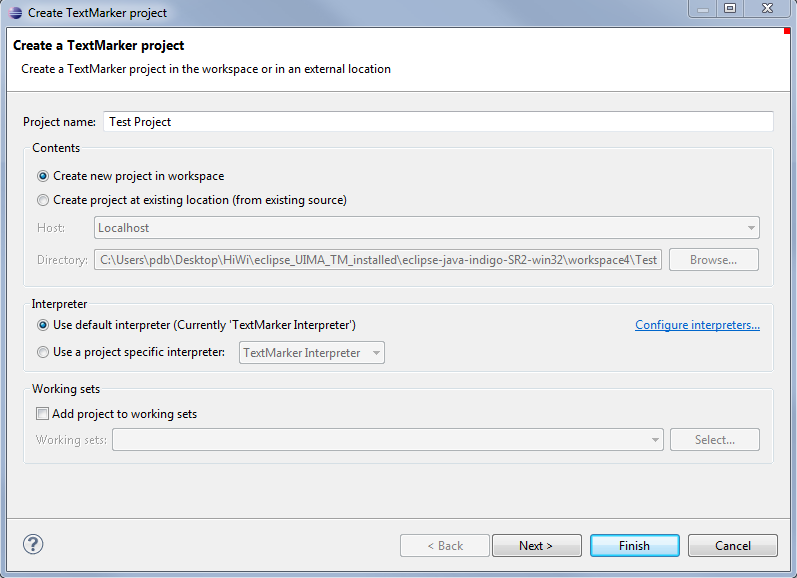 Create TextMarker project
Create a TextMarker project
Create a TextMarker project in the workspace or in an external location
Project name: Test Project
Contents
Create new project in workspace
Create project at existing location (from existing source)
Host: Localhost
Directory: C:\Users\pdb\Desktop\HiWi\eclipse_UIMA_TM_installed\eclipse-java-indigo-SR2-win32\workspace4\Test Browse...
Interpreter
Use default interpreter (Currently 'TextMarker Interpreter') Configure interpreters...
Use a project specific interpreter: TextMarker Interpreter
Working sets
Add project to working sets
Working sets: Select...
? < Back Next > Finish Cancel